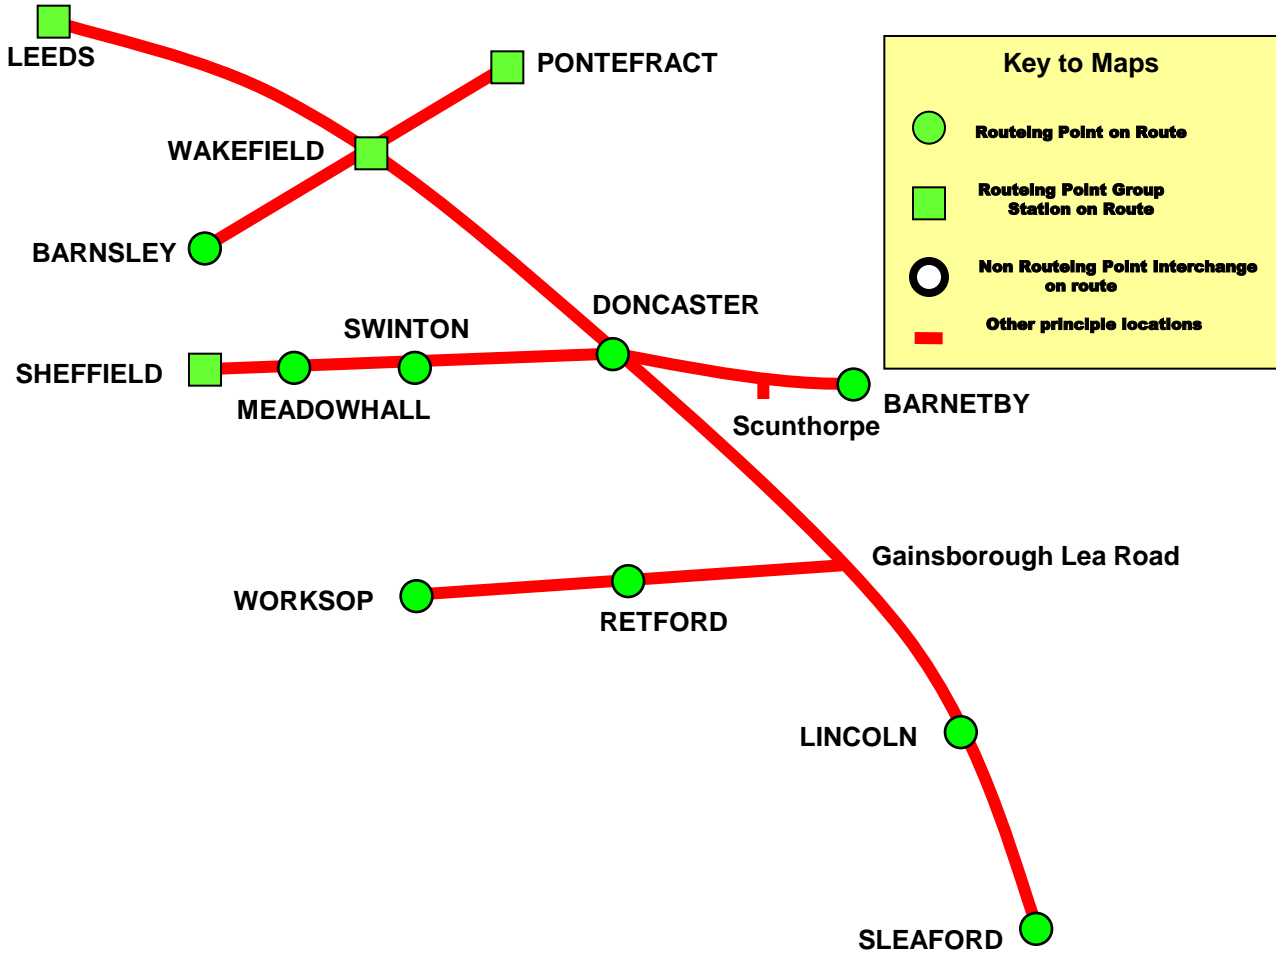 LEEDS
PONTEFRACT
WAKEFIELD
BARNSLEY
DONCASTER
SWINTON
SHEFFIELD
MEADOWHALL
BARNETBY
Scunthorpe
Gainsborough Lea Road
WORKSOP
RETFORD
LINCOLN
SLEAFORD
Key to Maps
Routeing Point on Route
Routeing Point Group
Station on Route
Non Routeing Point Interchange
on route
Other principle locations